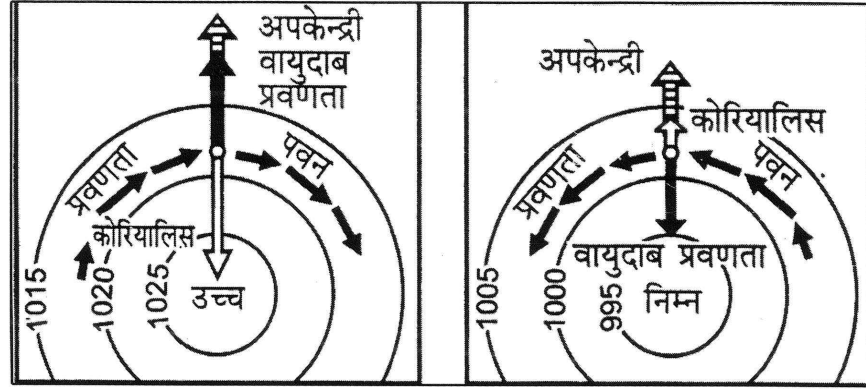 अपकेन्द्री
वायुदाब
प्रवणता
प्रवणता
पवन
कोरियालिस
1015
1020
1025
उच्च
अपकेन्द्री
कोरियालिस
प्रवणता
पवन
वायुदाब प्रवणता
1005
1000
995
निम्न